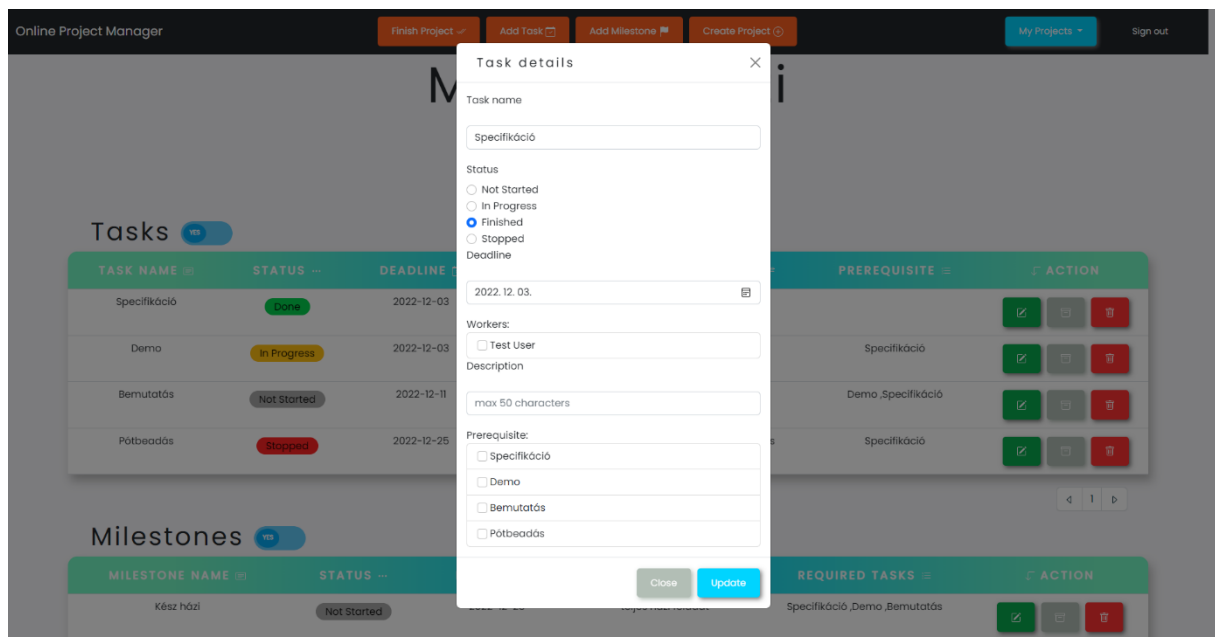 Online Project Manager Finish Project Add Task Add Milestone Create Project My Projects Sign out
Task details
Task name
Specifikáció
Status
Not Started
In Progress
Finished
Stopped
Deadline
2022. 12. 03.
Workers:
Test User
Description
max 50 characters
Prerequisite:
Specifikáció
Demo
Bemutatás
Pótbeadás
Close Update
Tasks YES
TASK NAME STATUS DEADLINE PREREQUISITE ACTION
Specifikáció Done 2022-12-03
Demo In Progress 2022-12-03 Specifikáció
Bemutatás Not Started 2022-12-11 Demo ,Specifikáció
Pótbeadás Stopped 2022-12-25 Specifikáció
1
Milestones YES
MILESTONE NAME STATUS REQUIRED TASKS ACTION
Kész házi Not Started Specifikáció ,Demo ,Bemutatás